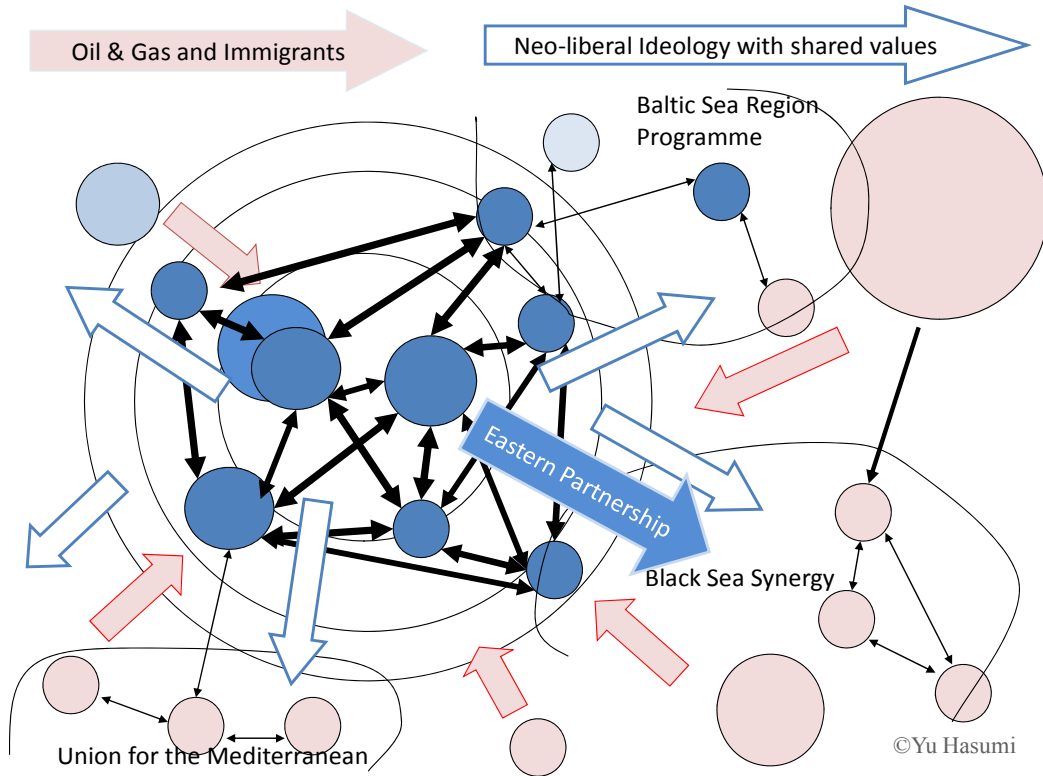 Oil & Gas and Immigrants
Neo-liberal Ideology with shared values
Baltic Sea Region
Programme
Eastern Partnership
Black Sea Synergy
Union for the Mediterranean
©Yu Hasumi